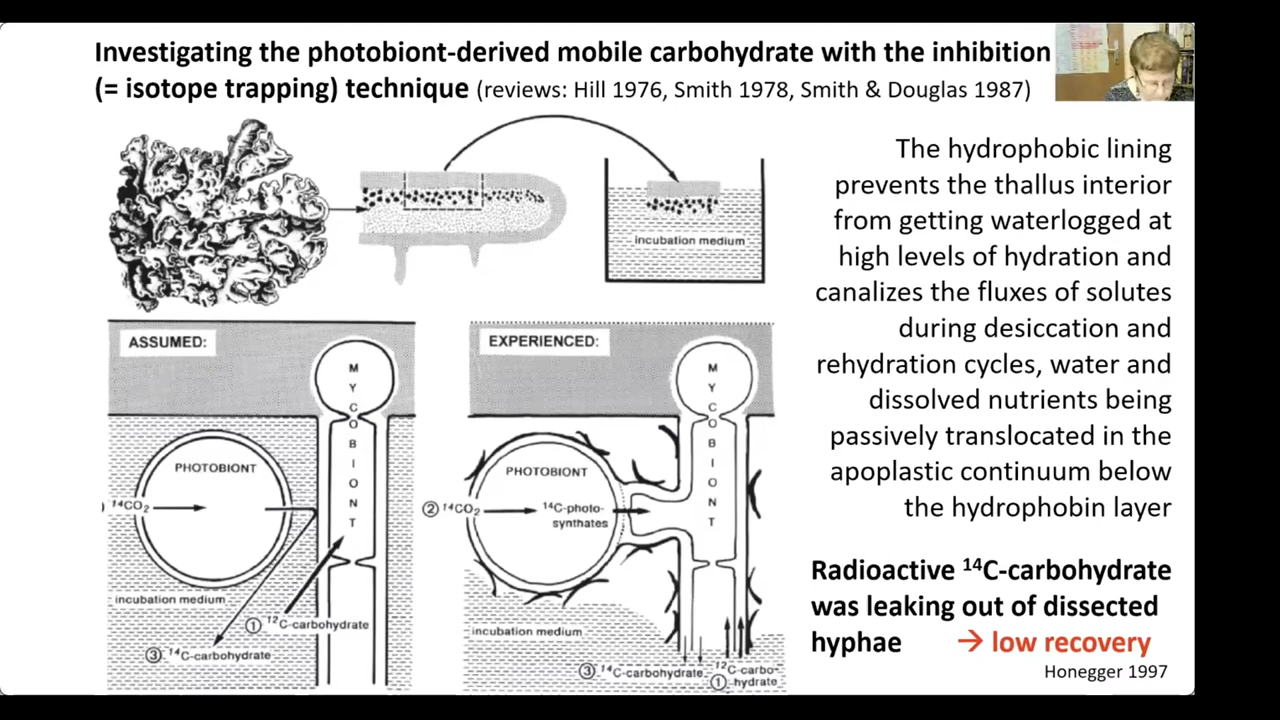 Investigating the photobiont-derived mobile carbohydrate with the inhibition
(= isotope trapping) technique (reviews: Hill 1976, Smith 1978, Smith & Douglas 1987)
incubation medium
The hydrophobic lining
prevents the thallus interior
from getting waterlogged at
high levels of hydration and
canalizes the fluxes of solutes
during desiccation and
rehydration cycles, water and
dissolved nutrients being
passively translocated in the
apoplastic continuum below
the hydrophobin layer
Radioactive ¹⁴C-carbohydrate
was leaking out of dissected
hyphae → low recovery
Honegger 1997
ASSUMED:
MYCOBIONT
PHOTOBIONT
¹⁴CO₂
incubation medium
① ¹²C-carbohydrate
③ ¹⁴C-carbohydrate
EXPERIENCED:
MYCOBIONT
PHOTOBIONT
② ¹⁴CO₂
¹⁴C-photo-
synthates
incubation medium
③ ¹⁴C-carbohydrate
¹²C-carbo-
① hydrate